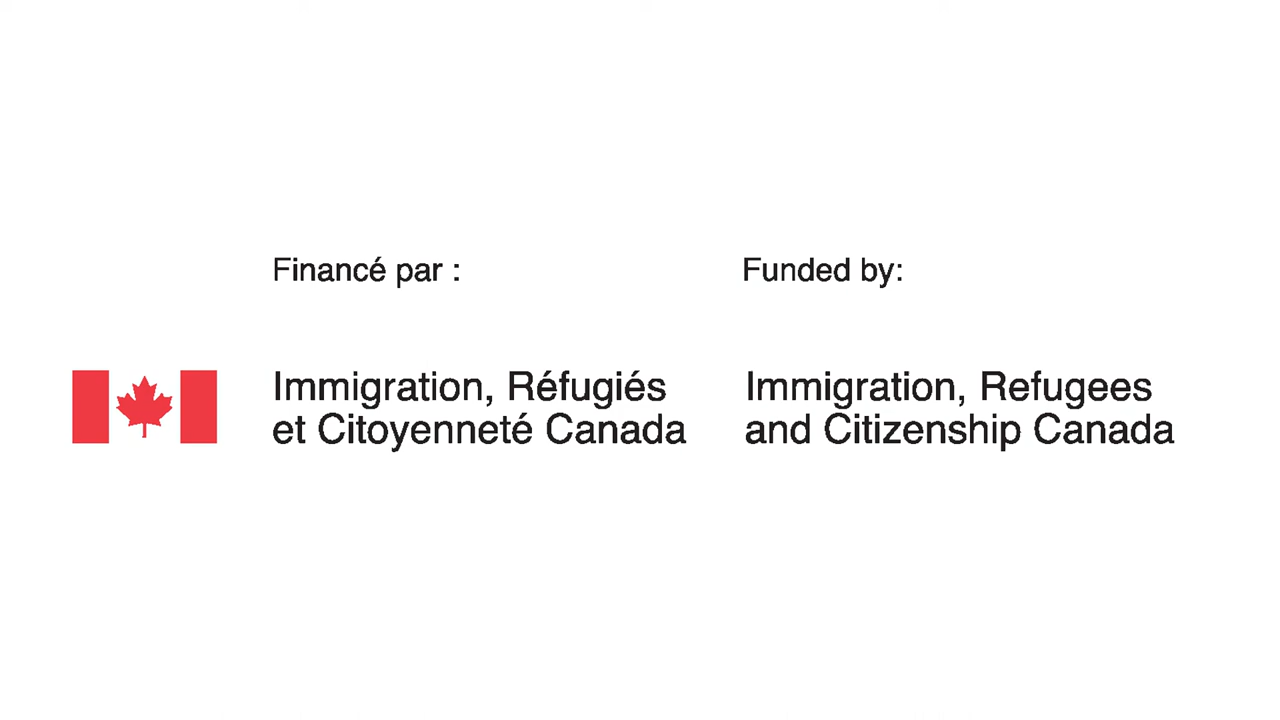 Financé par :
Immigration, Réfugiés
et Citoyenneté Canada
Funded by:
Immigration, Refugees
and Citizenship Canada